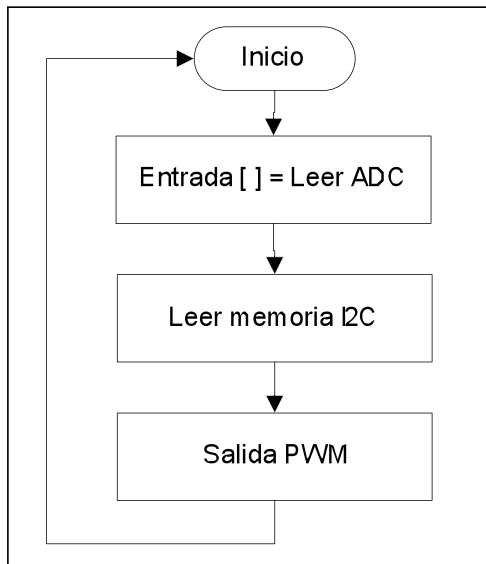 Inicio
Entrada [ ] = Leer ADC
Leer memoria I2C
Salida PWM